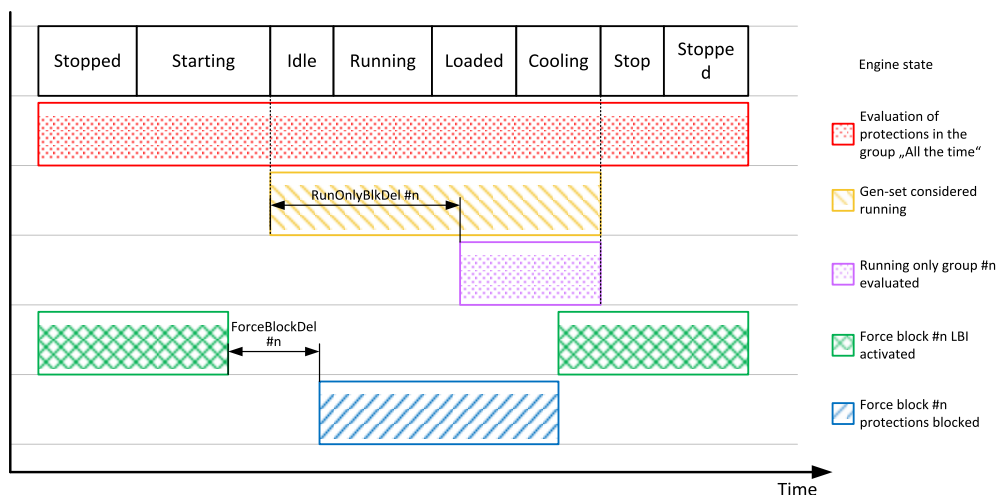 Stopped
Starting
Idle
Running
Loaded
Cooling
Stop
Stoppe
d
Engine state
Evaluation of
protections in the
group „All the time“
RunOnlyBlkDel #n
Gen-set considered
running
Running only group #n
evaluated
ForceBlockDel
#n
Force block #n LBI
activated
Force block #n
protections blocked
Time